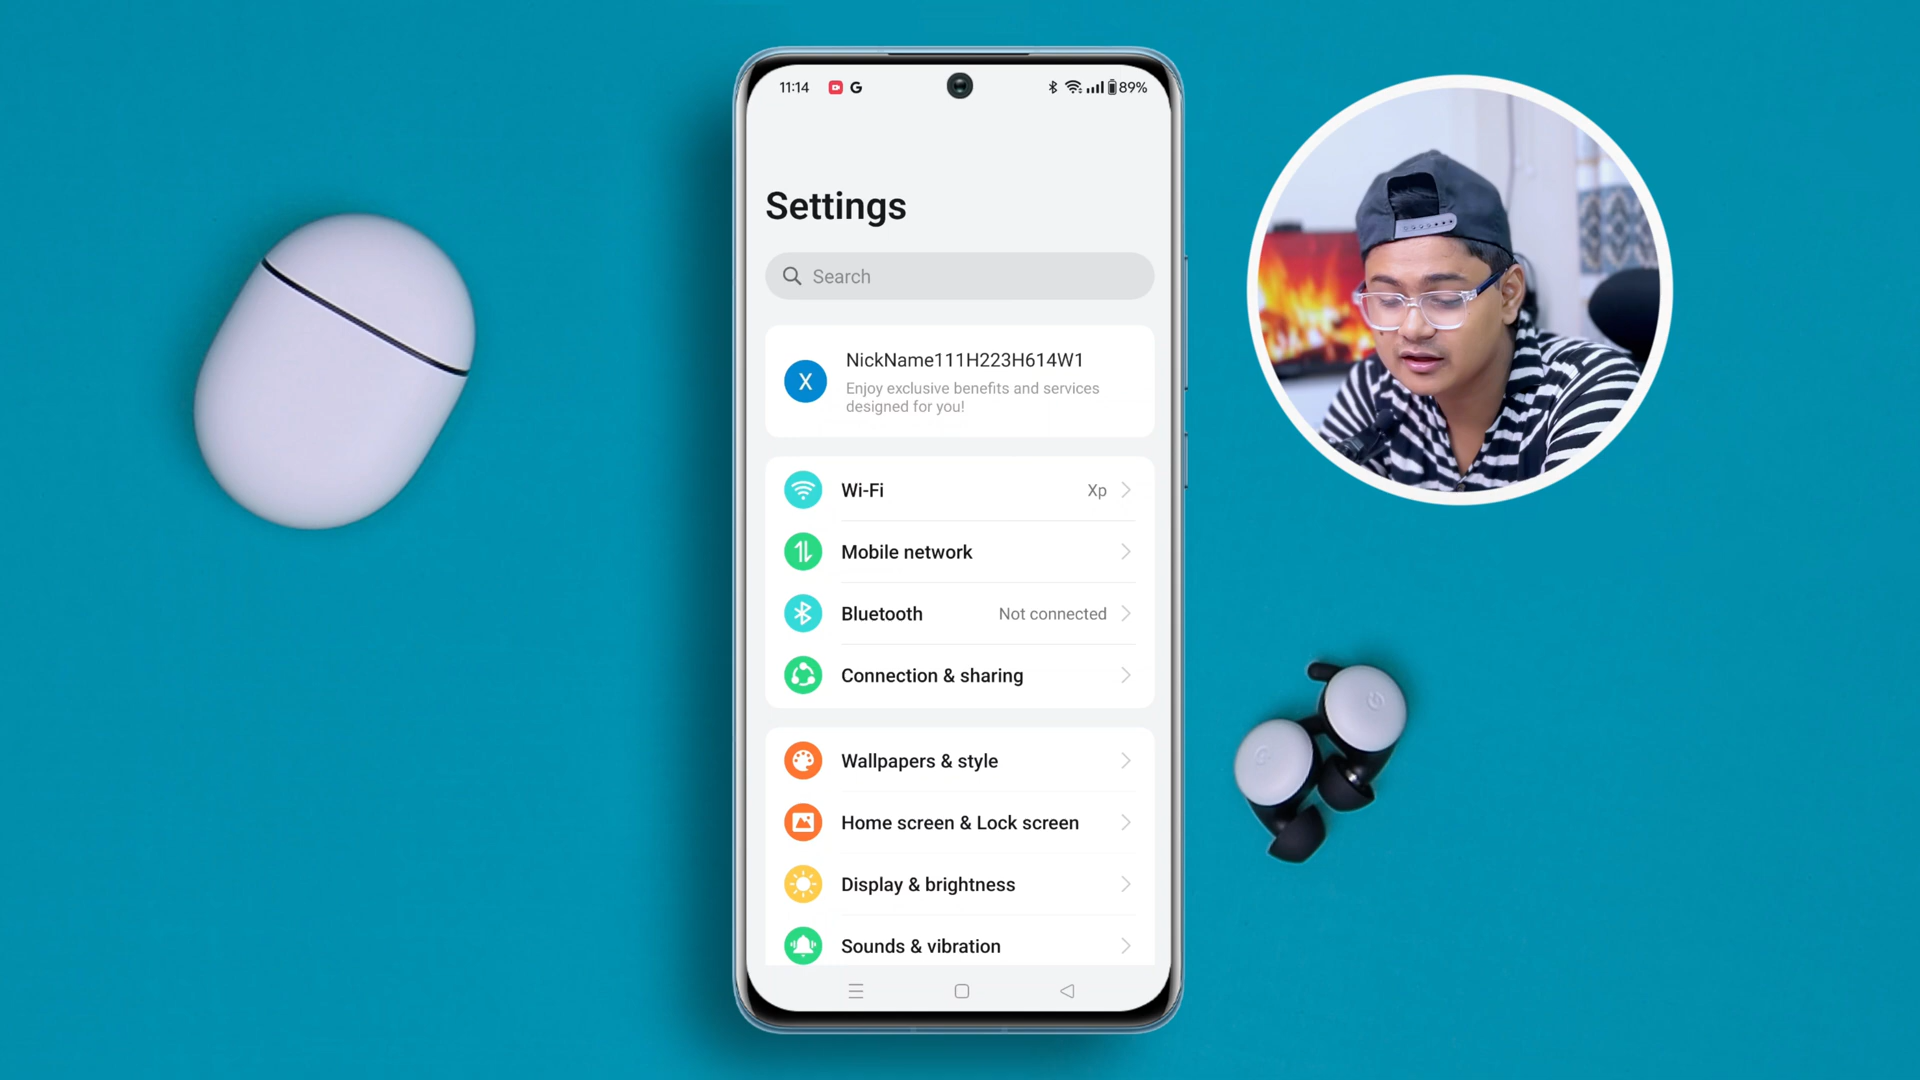 11:14
G
89%
Settings
Search
X
NickName111H223H614W1
Enjoy exclusive benefits and services
designed for you!
Wi-Fi
Xp
Mobile network
Bluetooth
Not connected
Connection & sharing
Wallpapers & style
Home screen & Lock screen
Display & brightness
Sounds & vibration